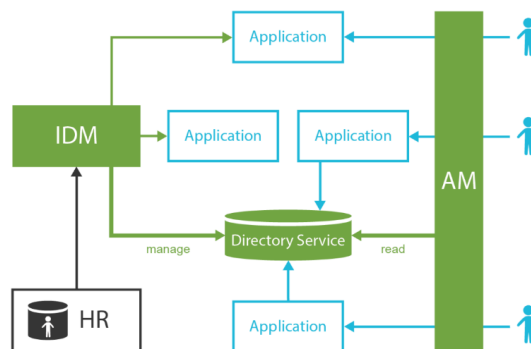 Application
IDM
Application
Application
AM
Directory Service
manage
read
HR
Application